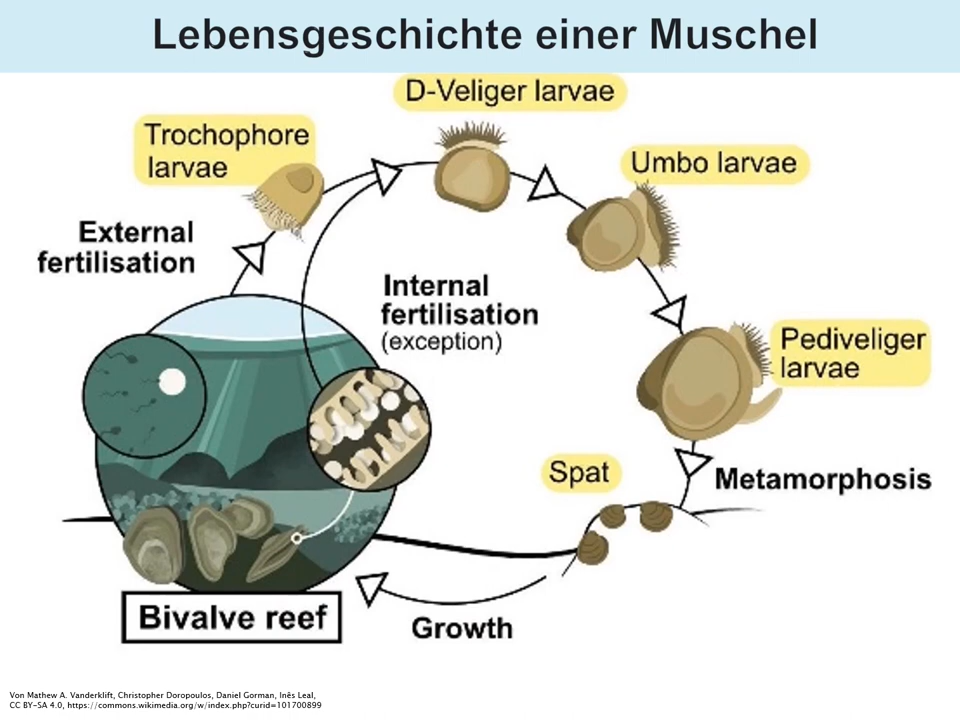 Lebensgeschichte einer Muschel
D-Veliger larvae
Trochophore
larvae
Umbo larvae
External
fertilisation
Internal
fertilisation
(exception)
Pediveliger
larvae
Spat
Metamorphosis
Bivalve reef
Growth
Von Mathew A. Vanderklift, Christopher Doropoulos, Daniel Gorman, Inês Leal,
CC BY-SA 4.0, https://commons.wikimedia.org/w/index.php?curid=101700899